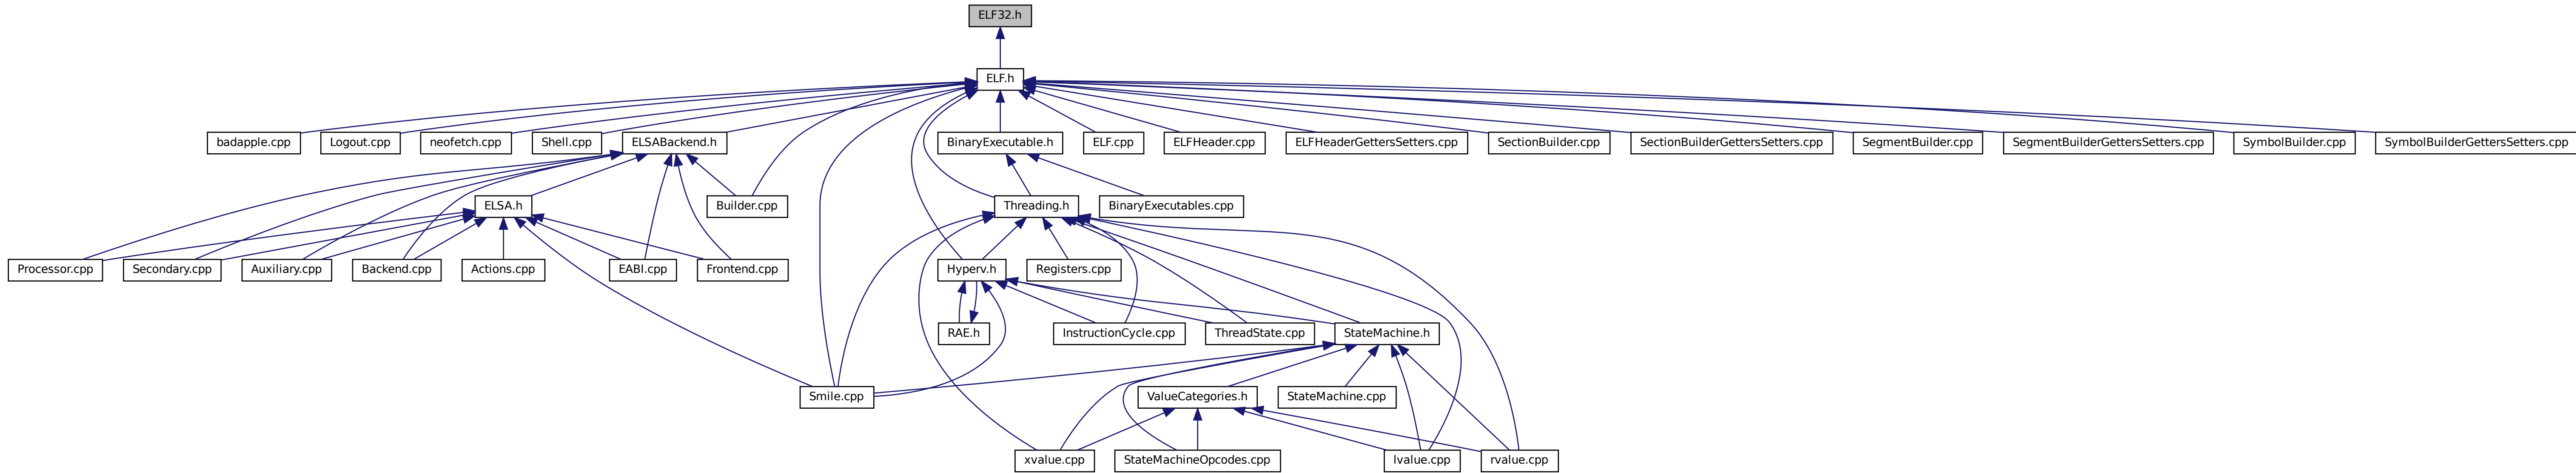 ELF32.h
ELF.h
badapple.cpp
Logout.cpp
neofetch.cpp
Shell.cpp
ELSABackend.h
BinaryExecutable.h
ELF.cpp
ELFHeader.cpp
ELFHeaderGettersSetters.cpp
SectionBuilder.cpp
SectionBuilderGettersSetters.cpp
SegmentBuilder.cpp
SegmentBuilderGettersSetters.cpp
SymbolBuilder.cpp
SymbolBuilderGettersSetters.cpp
ELSA.h
Builder.cpp
Threading.h
BinaryExecutables.cpp
Processor.cpp
Secondary.cpp
Auxiliary.cpp
Backend.cpp
Actions.cpp
EABI.cpp
Frontend.cpp
Hyperv.h
Registers.cpp
RAE.h
InstructionCycle.cpp
ThreadState.cpp
StateMachine.h
Smile.cpp
ValueCategories.h
StateMachine.cpp
xvalue.cpp
StateMachineOpcodes.cpp
lvalue.cpp
rvalue.cpp